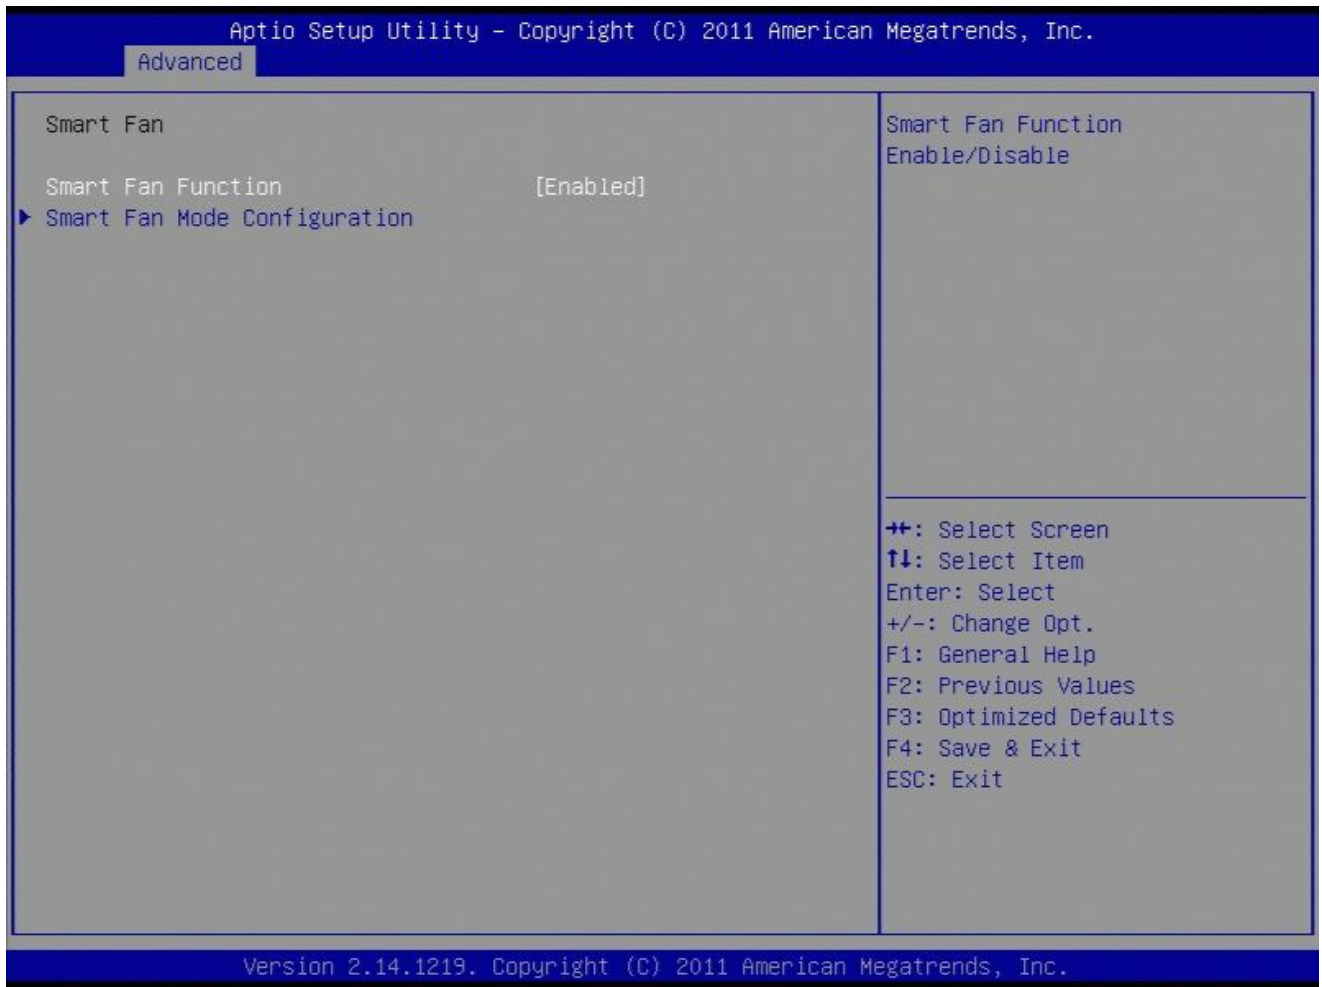 Aptio Setup Utility – Copyright (C) 2011 American Megatrends, Inc.
Advanced
Smart Fan
Smart Fan Function [Enabled]
▶ Smart Fan Mode Configuration
Smart Fan Function
Enable/Disable
→←: Select Screen
↑↓: Select Item
Enter: Select
+/-: Change Opt.
F1: General Help
F2: Previous Values
F3: Optimized Defaults
F4: Save & Exit
ESC: Exit
Version 2.14.1219. Copyright (C) 2011 American Megatrends, Inc.